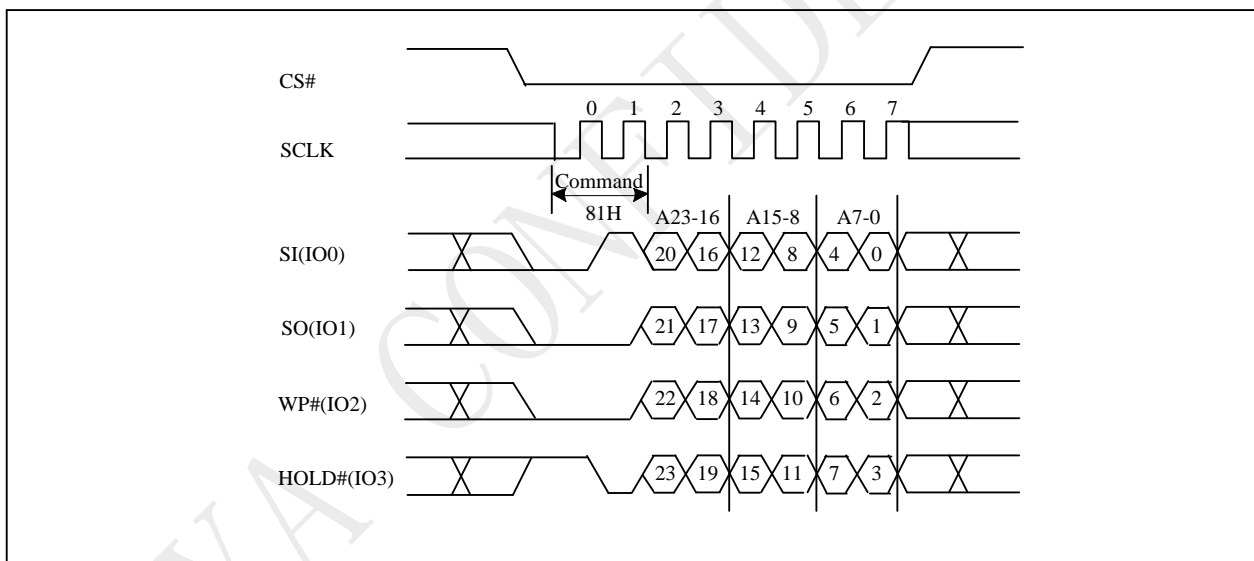 CS#
0 1 2 3 4 5 6 7
SCLK
Command
81H
A23-16 A15-8 A7-0
SI(IO0) 20 16 12 8 4 0
SO(IO1) 21 17 13 9 5 1
WP#(IO2) 22 18 14 10 6 2
HOLD#(IO3) 23 19 15 11 7 3